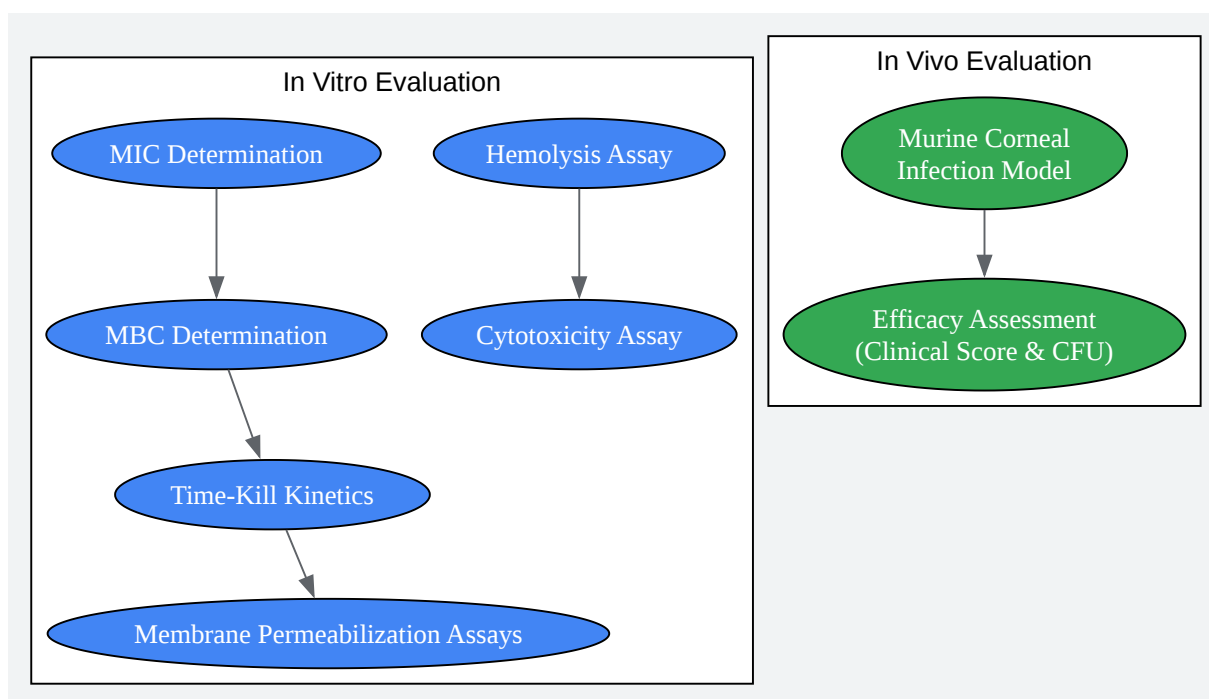 In Vitro Evaluation
MIC Determination
Hemolysis Assay
MBC Determination
Cytotoxicity Assay
Time-Kill Kinetics
Membrane Permeabilization Assays
In Vivo Evaluation
Murine Corneal
Infection Model
Efficacy Assessment
(Clinical Score & CFU)